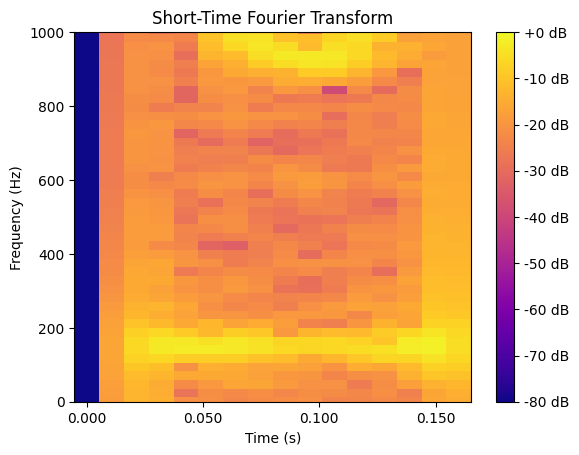 Short-Time Fourier Transform
1000
800
600
400
200
0
Frequency (Hz)
0.000
0.050
0.100
0.150
Time (s)
+0 dB
-10 dB
-20 dB
-30 dB
-40 dB
-50 dB
-60 dB
-70 dB
-80 dB